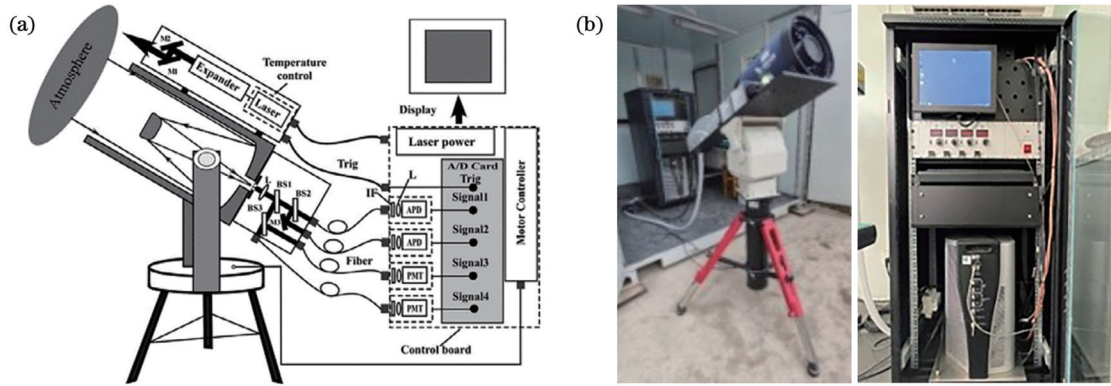 (a)
(b)
Atmosphere
M2
M1
Expander
Laser
Temperature
control
Display
Laser power
Trig
A/D Card
Trig
Motor Controller
L
BS1
BS2
BS3
M3
IF
L
APD
Signal1
APD
Signal2
Fiber
PMT
Signal3
PMT
Signal4
Control board